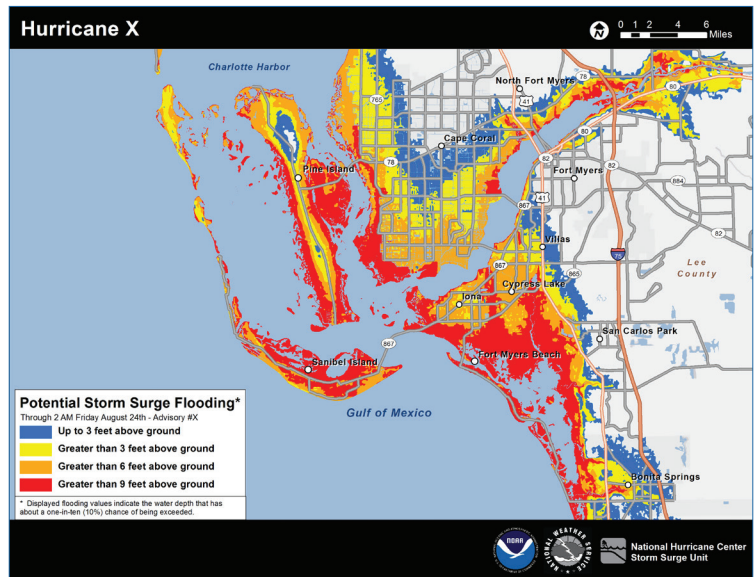 Hurricane X
N
0 1 2 4 6
Miles
Charlotte Harbor
North Fort Myers
78
41
80
765
Cape Coral
80
82
78
Pine Island
82
Fort Myers
884
867
41
82
Villas
867
75
Lee
County
865
Cypress Lake
Iona
San Carlos Park
867
Fort Myers Beach
Sanibel Island
Gulf of Mexico
Bonita Springs
Potential Storm Surge Flooding*
Through 2 AM Friday August 24th - Advisory #X
Up to 3 feet above ground
Greater than 3 feet above ground
Greater than 6 feet above ground
Greater than 9 feet above ground
* Displayed flooding values indicate the water depth that has
about a one-in-ten (10%) chance of being exceeded.
NOAA
NATIONAL WEATHER SERVICE
National Hurricane Center
Storm Surge Unit